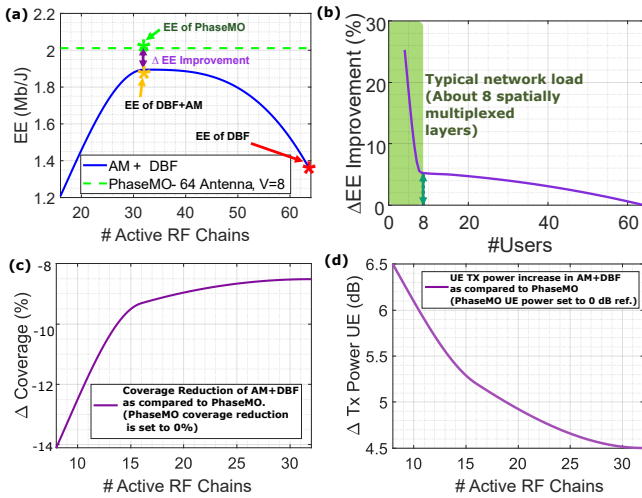 (a)
EE of PhaseMO
Δ EE Improvement
EE of DBF+AM
EE of DBF
AM + DBF
PhaseMO- 64 Antenna, V=8
EE (Mb/J)
2.2
2
1.8
1.6
1.4
1.2
20
30
40
50
60
# Active RF Chains
(b)
Typical network load
(About 8 spatially
multiplexed
layers)
ΔEE Improvement (%)
30
20
10
0
0
8
20
40
60
#Users
(c)
Coverage Reduction of AM+DBF
as compared to PhaseMO.
(PhaseMO coverage reduction
is set to 0%)
Δ Coverage (%)
-8
-10
-12
-14
10
15
20
25
30
# Active RF Chains
(d)
UE TX power increase in AM+DBF
as compared to PhaseMO
(PhaseMO UE power set to 0 dB ref.)
Δ Tx Power UE (dB)
6.5
6
5.5
5
4.5
10
15
20
25
30
# Active RF Chains